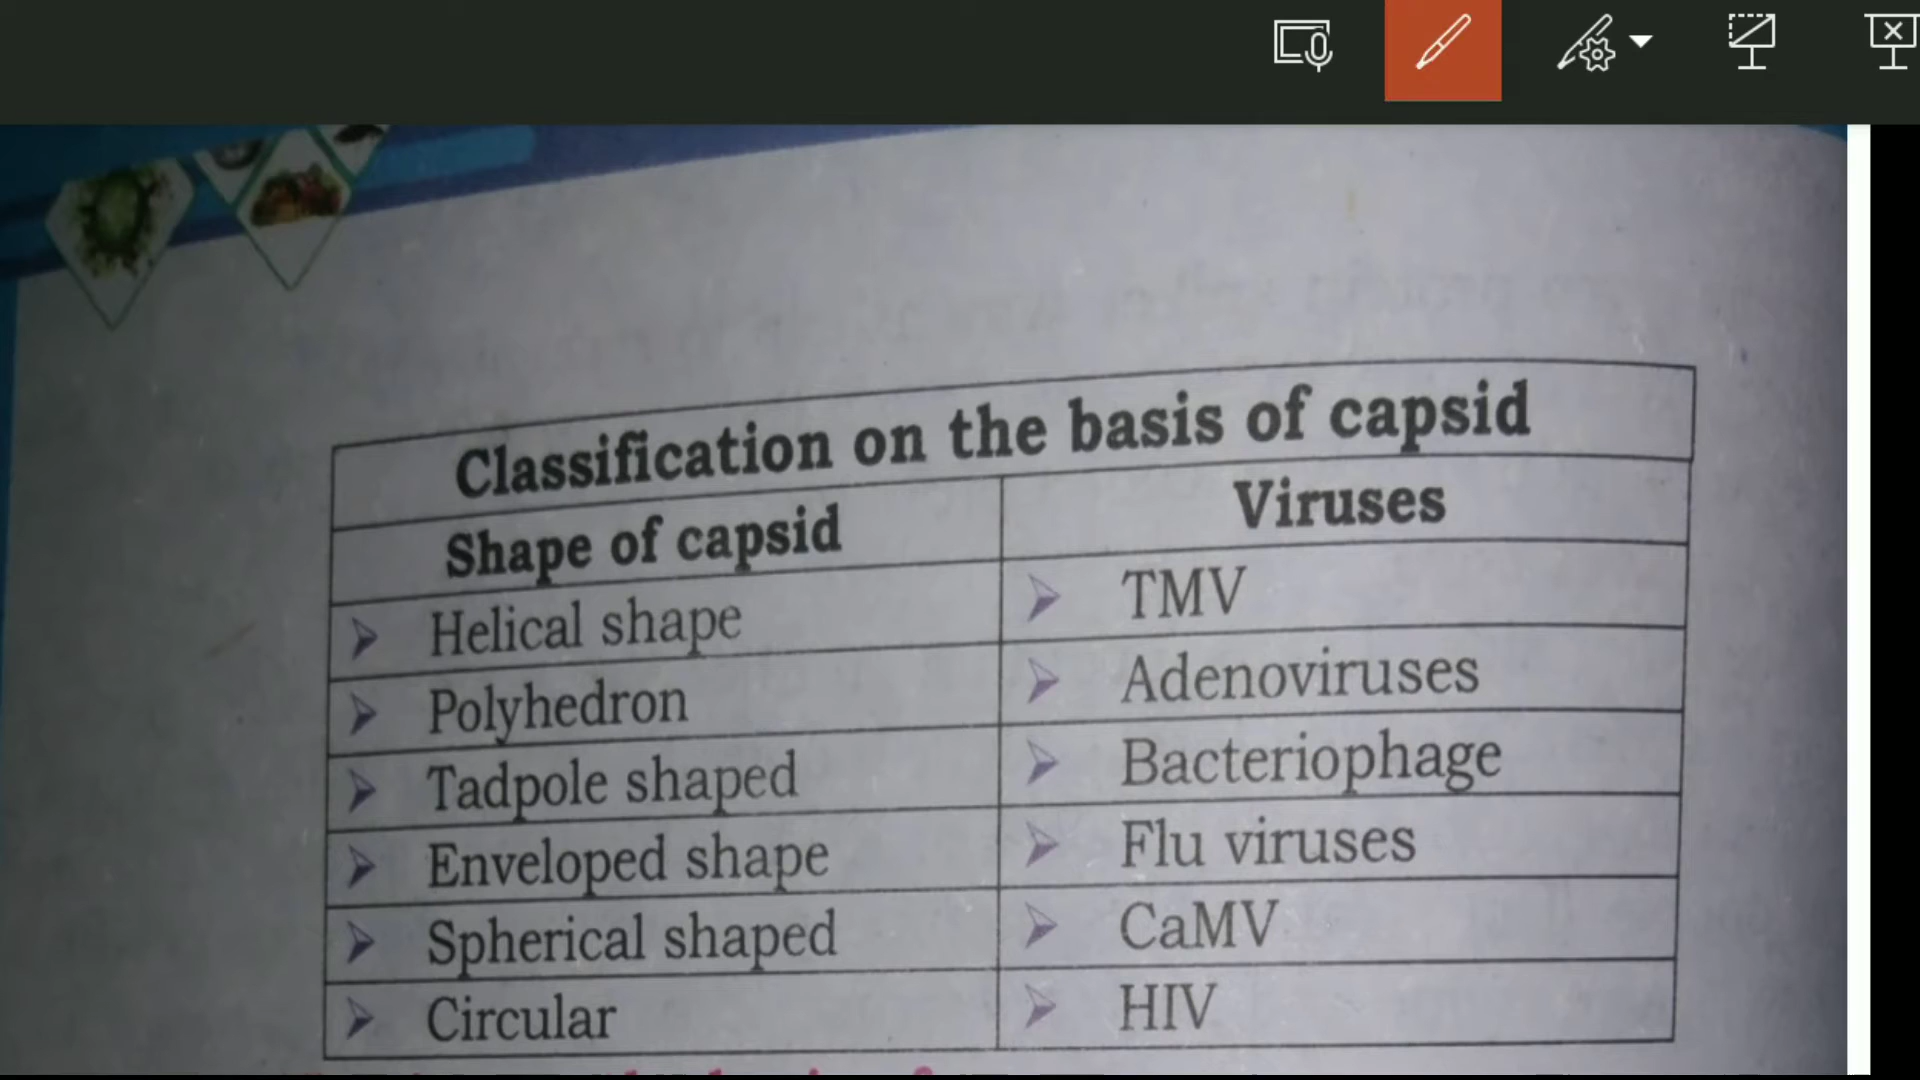 Classification on the basis of capsid
Shape of capsid Viruses
Helical shape TMV
Polyhedron Adenoviruses
Tadpole shaped Bacteriophage
Enveloped shape Flu viruses
Spherical shaped CaMV
Circular HIV